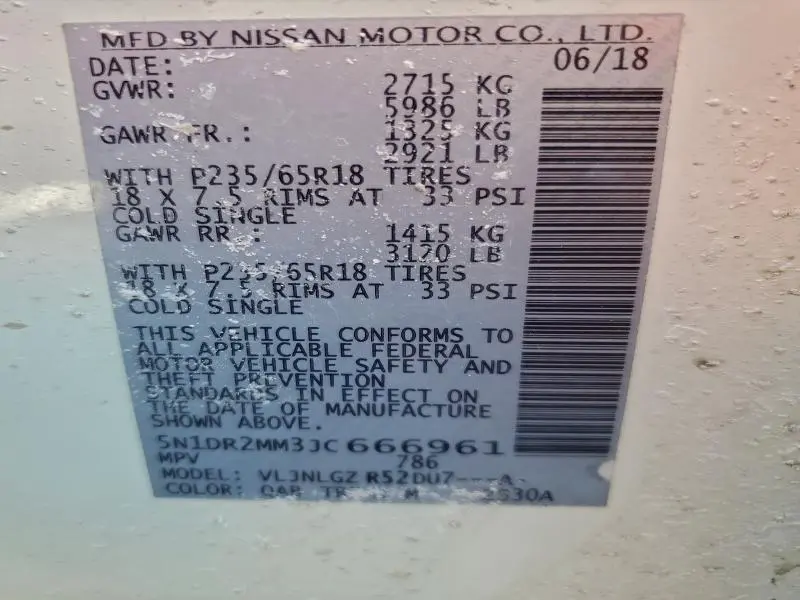 MFD BY NISSAN MOTOR CO., LTD.
DATE: 06/18
GVWR: 2715 KG
5986 LB
GAWR FR.: 1325 KG
2921 LB
WITH P235/65R18 TIRES
18 X 7.5 RIMS AT 33 PSI
COLD SINGLE
GAWR RR : 1415 KG
3120 LB
WITH P235/65R18 TIRES
18 X 7.5 RIMS AT 33 PSI
COLD SINGLE
THIS VEHICLE CONFORMS TO
ALL APPLICABLE FEDERAL
MOTOR VEHICLE SAFETY AND
THEFT PREVENTION
STANDARDS IN EFFECT ON
THE DATE OF MANUFACTURE
SHOWN ABOVE.
5N1DR2MM3JC666961
MPV 786
MODEL: VLJNLGZ R52DU7---A-
COLOR: QAB M